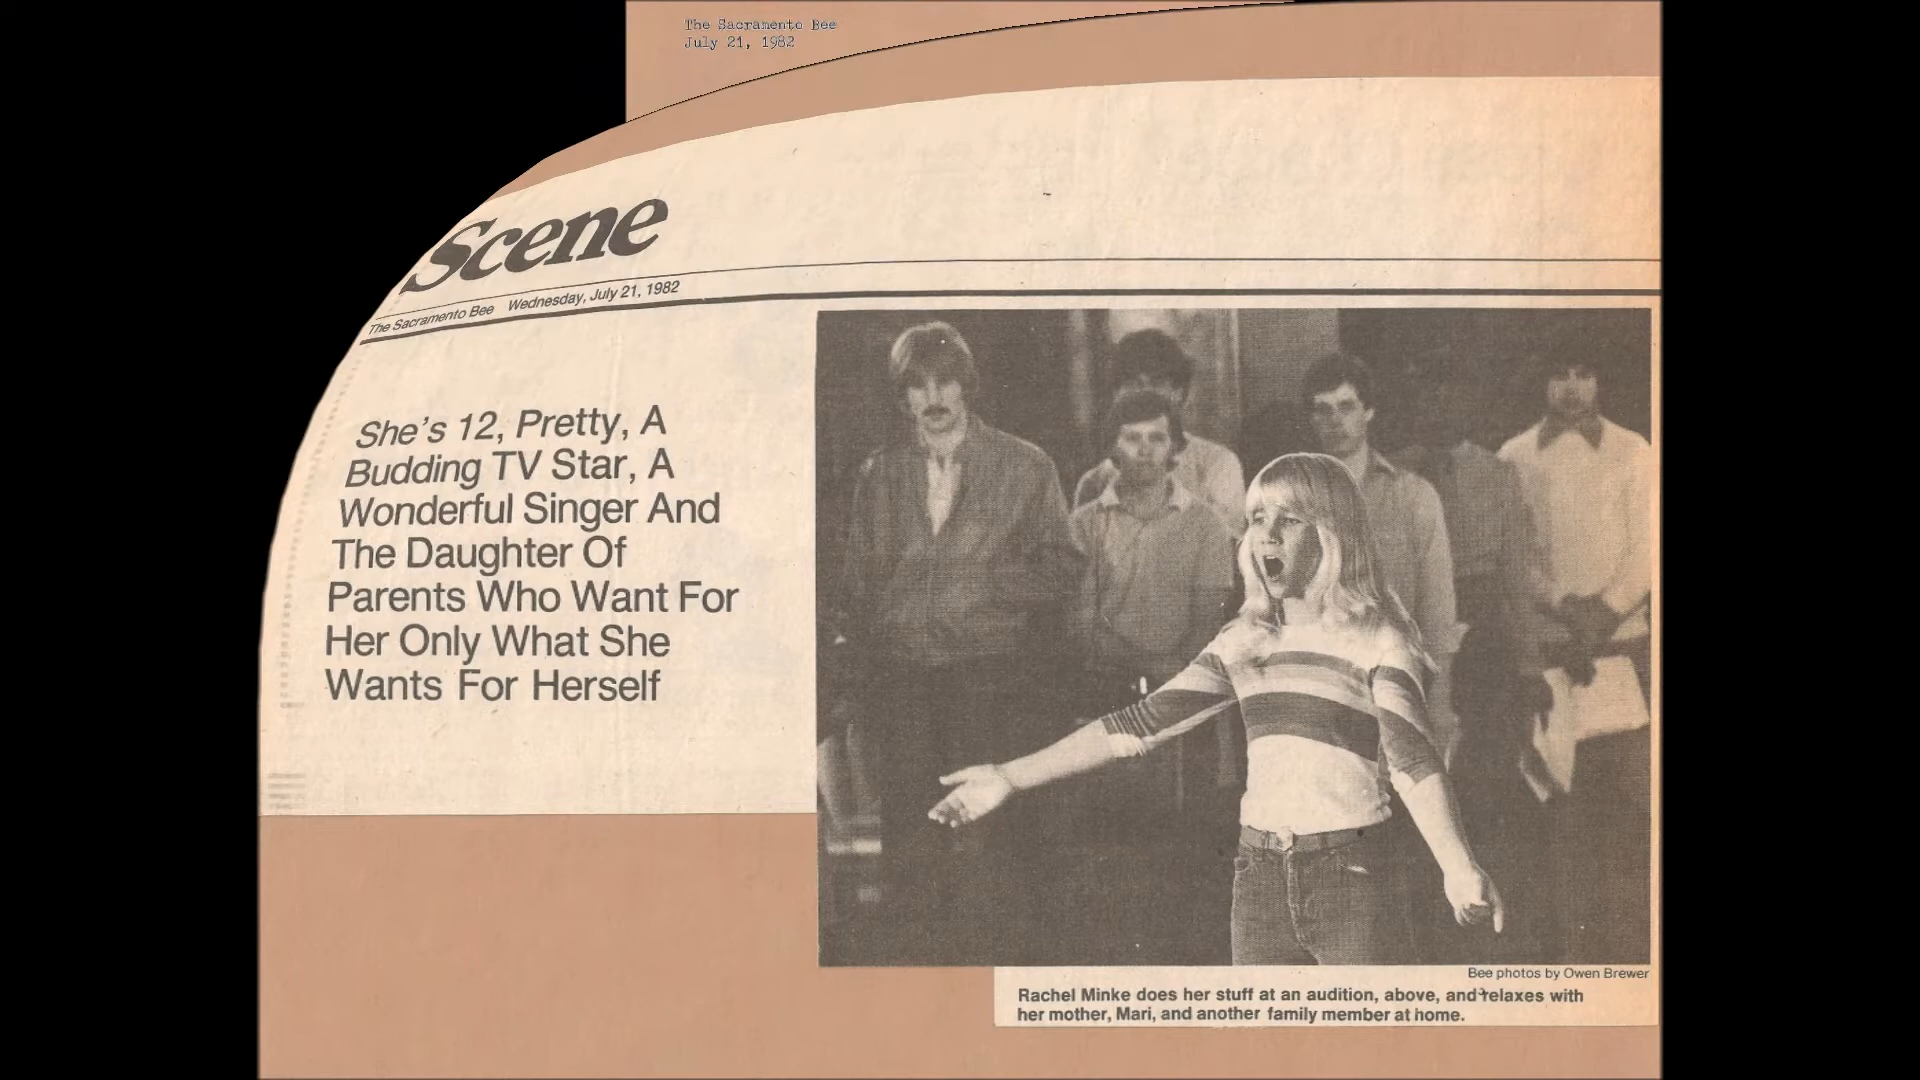 The Sacramento Bee
July 21, 1982
Scene
The Sacramento Bee Wednesday, July 21, 1982
She's 12, Pretty, A
Budding TV Star, A
Wonderful Singer And
The Daughter Of
Parents Who Want For
Her Only What She
Wants For Herself
Bee photos by Owen Brewer
Rachel Minke does her stuff at an audition, above, and relaxes with
her mother, Mari, and another family member at home.